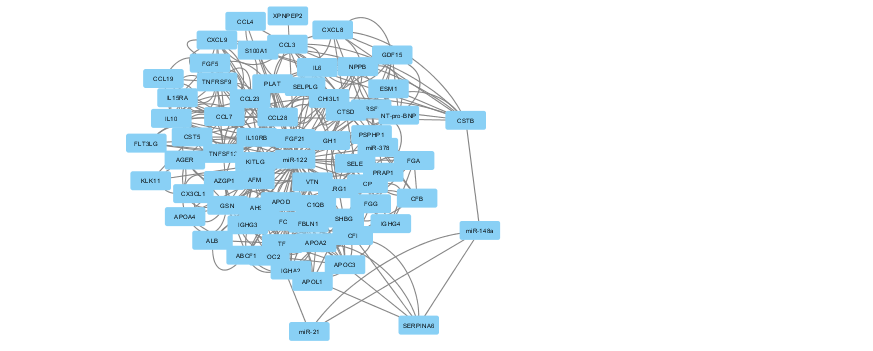 XPNPEP2
CCL4
CXCL8
CXCL9
CCL3
S100A1
GDF15
FGF5
IL6
NPPB
CCL19
TNFRSF9
PLAT
SELPLG
ESM1
IL15RA
CCL23
CHI3L1
CTSD
NT-pro-BNP
IL10
CCL7
CCL28
CSTB
PSPHP1
CST5
IL10RB
FGF21
GH1
FLT3LG
miR-378
AGER
KITLG
miR-122
SELE
FGA
PRAP1
KLK11
AZGP1
AFM
VTN
ARG1
CP
CX3CL1
CFB
GSN
APOD
C1QB
FGG
APOA4
SHBG
IGHG3
FBLN1
IGHG4
miR-148a
ALB
TF
APOA2
CFI
ABCF1
APOC3
APOL1
miR-21
SERPINA6